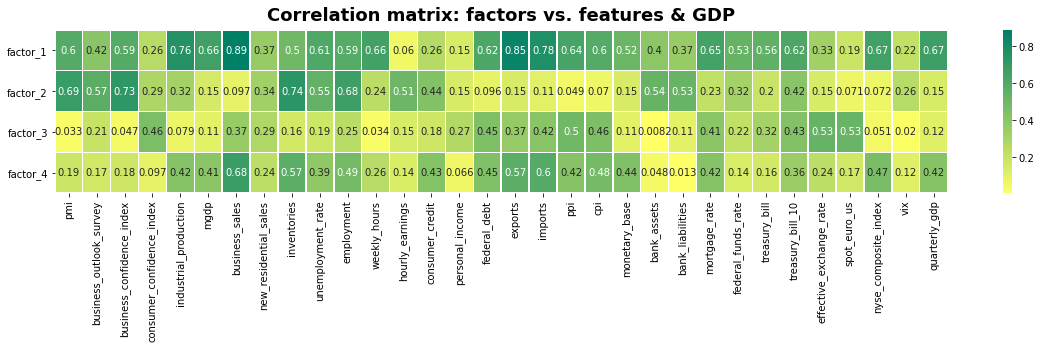 Correlation matrix: factors vs. features & GDP
factor_1 0.6 0.42 0.59 0.26 0.76 0.66 0.89 0.37 0.5 0.61 0.59 0.66 0.06 0.26 0.15 0.62 0.85 0.78 0.64 0.6 0.52 0.4 0.37 0.65 0.53 0.56 0.62 0.33 0.19 0.67 0.22 0.67
factor_2 0.69 0.57 0.73 0.29 0.32 0.15 0.097 0.34 0.74 0.55 0.68 0.24 0.51 0.44 0.15 0.096 0.15 0.11 0.049 0.07 0.15 0.54 0.53 0.23 0.32 0.2 0.42 0.15 0.071 0.072 0.26 0.15
factor_3 0.033 0.21 0.047 0.46 0.079 0.11 0.37 0.29 0.16 0.19 0.25 0.034 0.15 0.18 0.27 0.45 0.37 0.42 0.5 0.46 0.11 0.0082 0.11 0.41 0.22 0.32 0.43 0.53 0.53 0.051 0.02 0.12
factor_4 0.19 0.17 0.18 0.097 0.42 0.41 0.68 0.24 0.57 0.39 0.49 0.26 0.14 0.43 0.066 0.45 0.57 0.6 0.42 0.48 0.44 0.048 0.013 0.42 0.14 0.16 0.36 0.24 0.17 0.47 0.12 0.42
pmi
business_outlook_survey
business_confidence_index
consumer_confidence_index
industrial_production
mgdp
business_sales
new_residential_sales
inventories
unemployment_rate
employment
weekly_hours
hourly_earnings
consumer_credit
personal_income
federal_debt
exports
imports
ppi
cpi
monetary_base
bank_assets
bank_liabilities
mortgage_rate
federal_funds_rate
treasury_bill
treasury_bill_10
effective_exchange_rate
spot_euro_us
nyse_composite_index
vix
quarterly_gdp
0.8
0.6
0.4
0.2